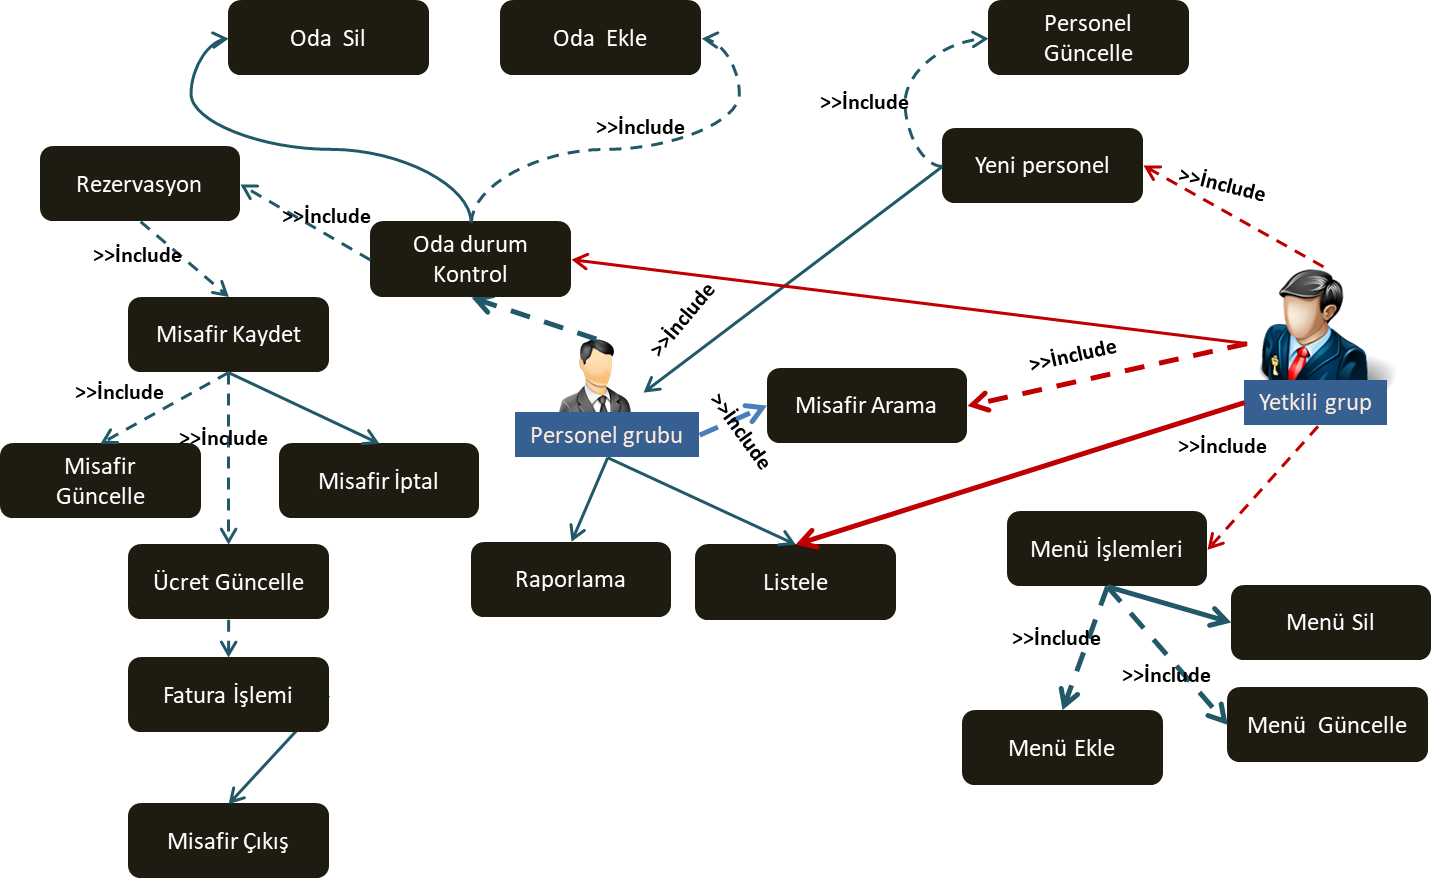 Oda  Sil
Oda  Ekle
Personel
Güncelle
>>İnclude
>>İnclude
Yeni personel
>>İnclude
Rezervasyon
>>İnclude
Oda durum
Kontrol
>>İnclude
>>İnclude
Misafir Kaydet
>>İnclude
>>İnclude
Misafir Arama
>>İnclude
Yetkili grup
Personel grubu
>>İnclude
>>İnclude
>>İnclude
Misafir
Güncelle
Misafir İptal
Menü İşlemleri
Ücret Güncelle
Raporlama
Listele
Menü Sil
>>İnclude
>>İnclude
Fatura İşlemi
Menü Ekle
Menü  Güncelle
Misafir Çıkış